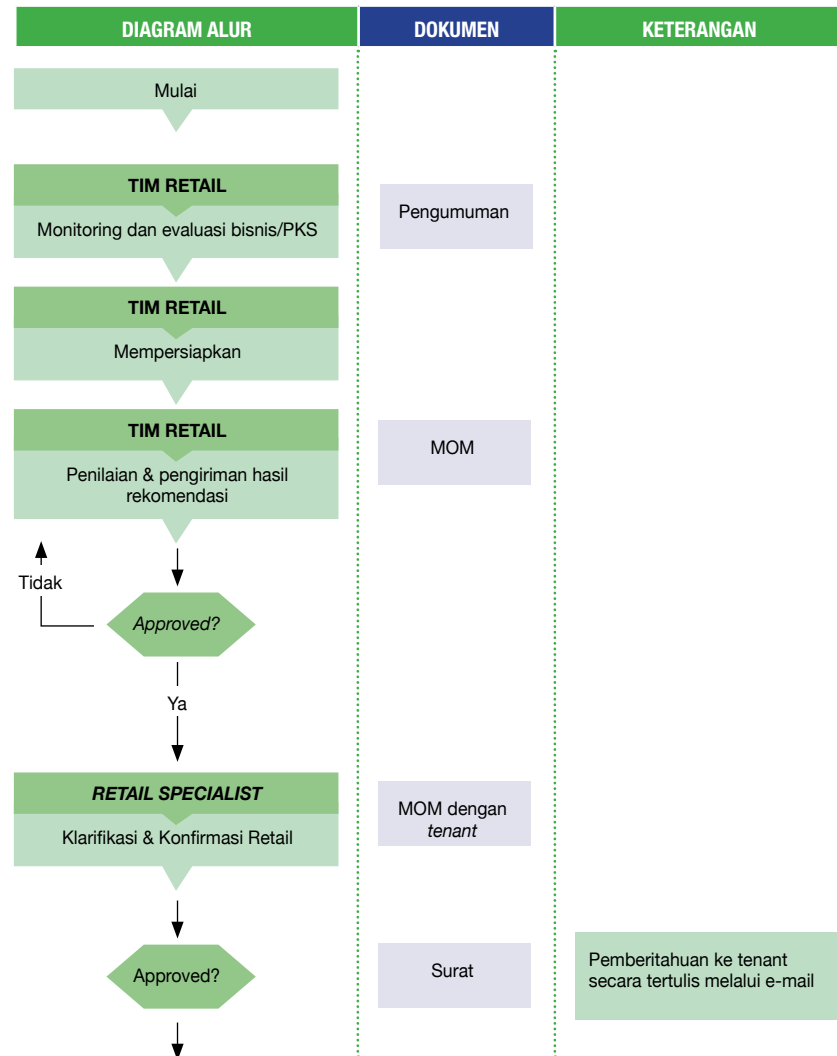 DIAGRAM ALUR
DOKUMEN
KETERANGAN
Mulai
TIM RETAIL
Monitoring dan evaluasi bisnis/PKS
Pengumuman
TIM RETAIL
Mempersiapkan
TIM RETAIL
Penilaian & pengiriman hasil
rekomendasi
MOM
Tidak
Approved?
Ya
RETAIL SPECIALIST
Klarifikasi & Konfirmasi Retail
MOM dengan
tenant
Approved?
Surat
Pemberitahuan ke tenant
secara tertulis melalui e-mail